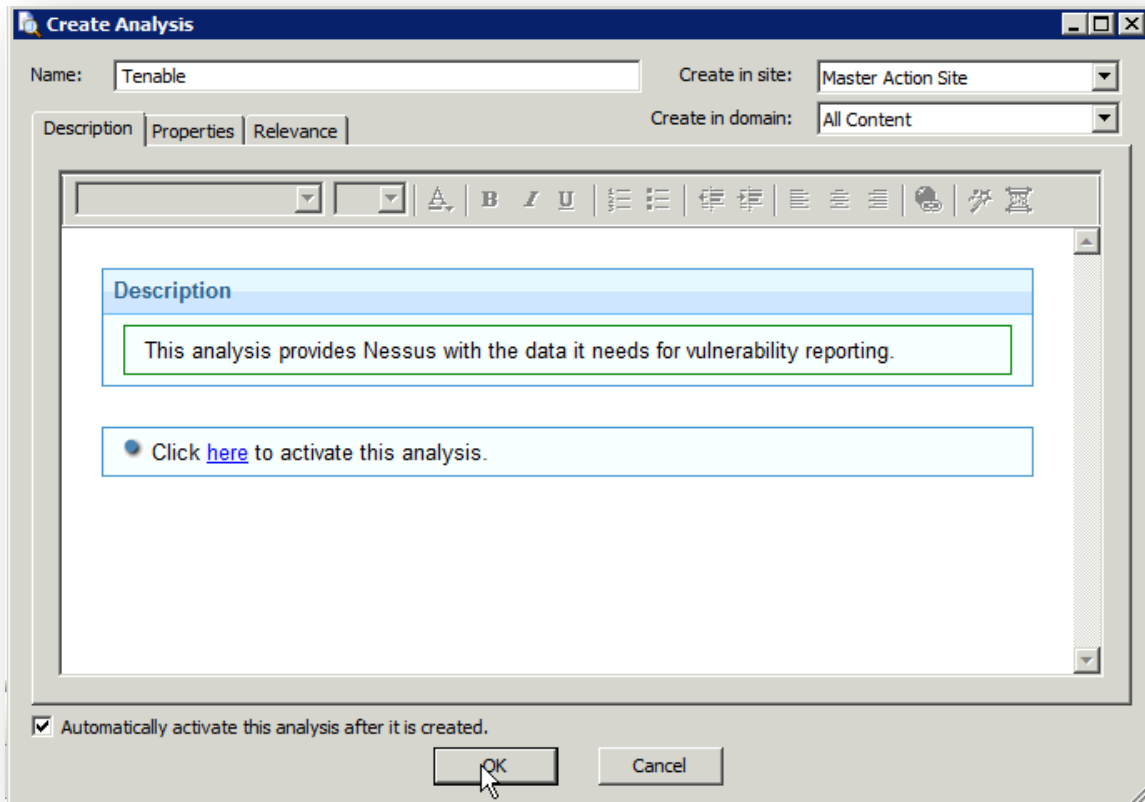 Create Analysis
Name:
Tenable
Create in site:
Master Action Site
Create in domain:
All Content
Description
Properties
Relevance
A
B
I
U
Description
This analysis provides Nessus with the data it needs for vulnerability reporting.
Click here to activate this analysis.
Automatically activate this analysis after it is created.
OK
Cancel